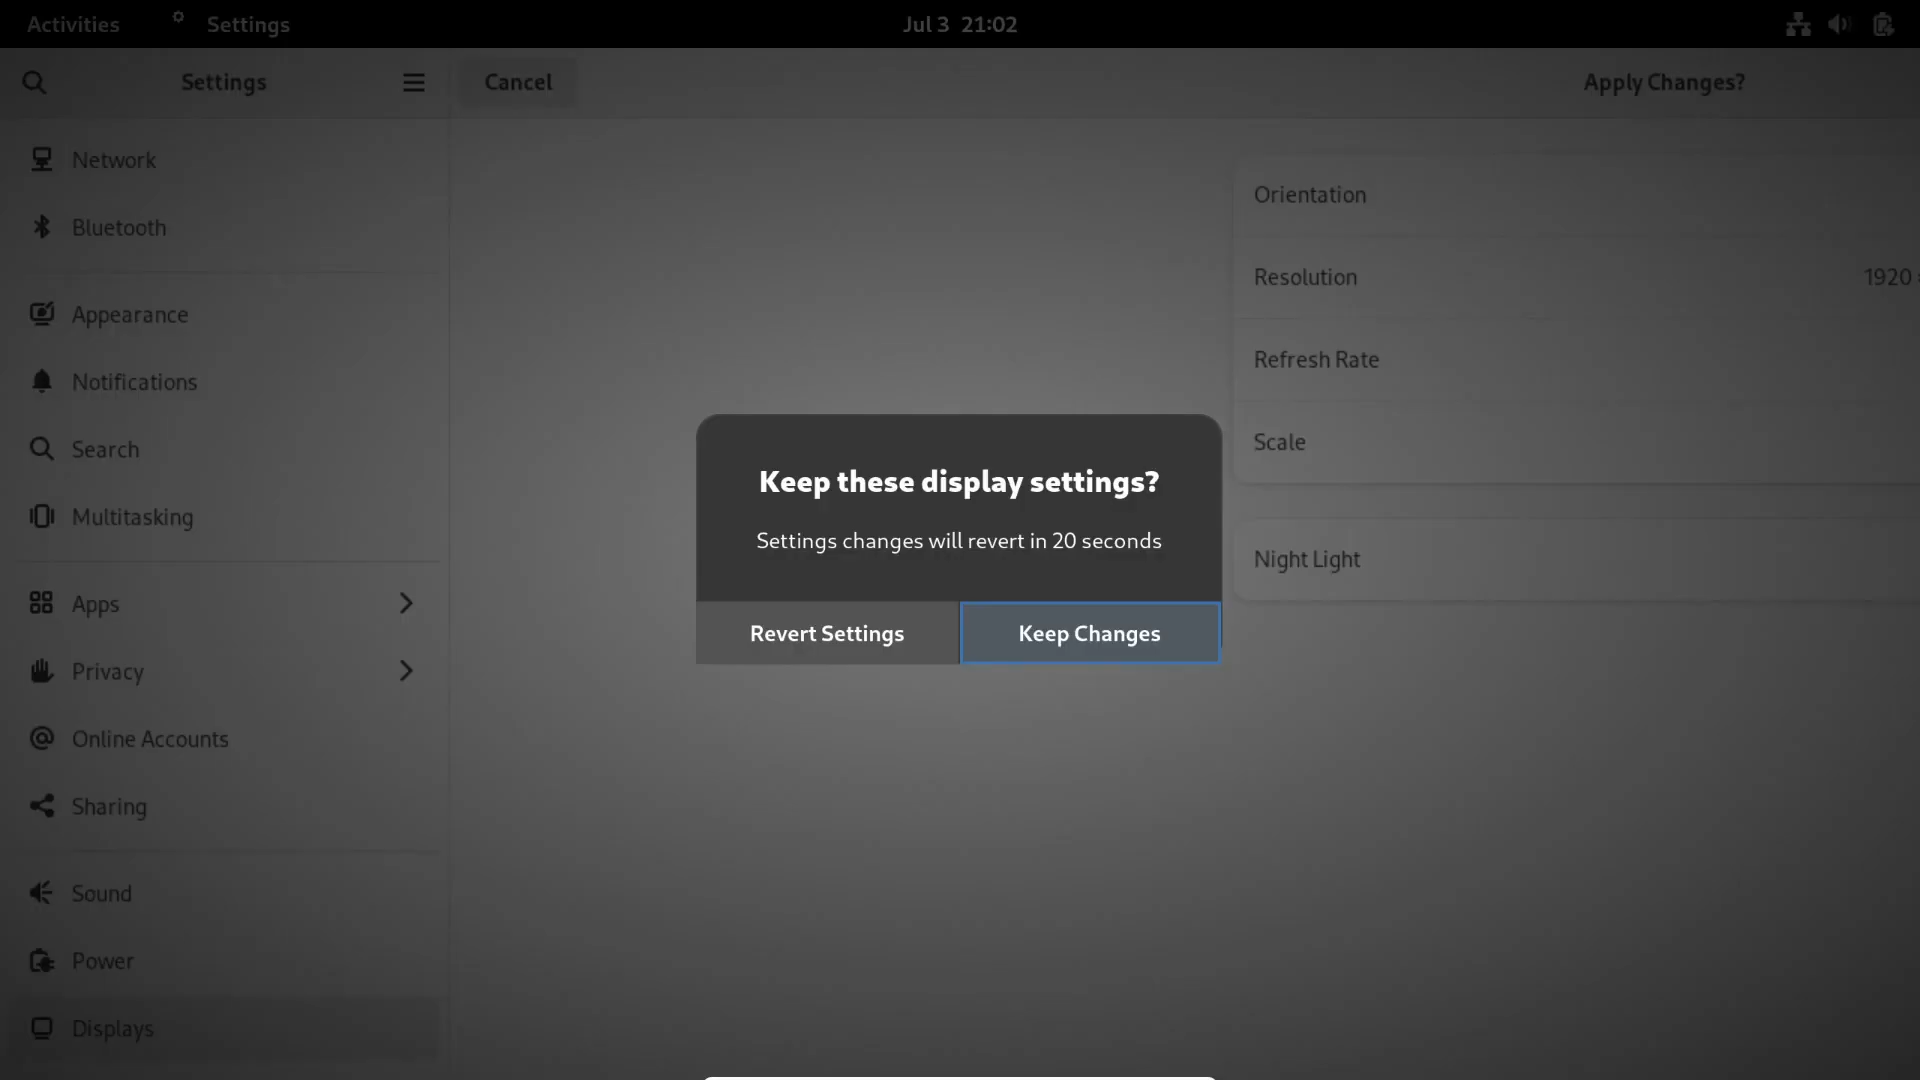 Activities Settings Jul 3 21:02
Settings Cancel Apply Changes?
Network
Bluetooth
Appearance
Notifications
Search
Multitasking
Apps
Privacy
Online Accounts
Sharing
Sound
Power
Displays
Orientation
Resolution 1920
Refresh Rate
Scale
Night Light
Keep these display settings?
Settings changes will revert in 20 seconds
Revert Settings Keep Changes